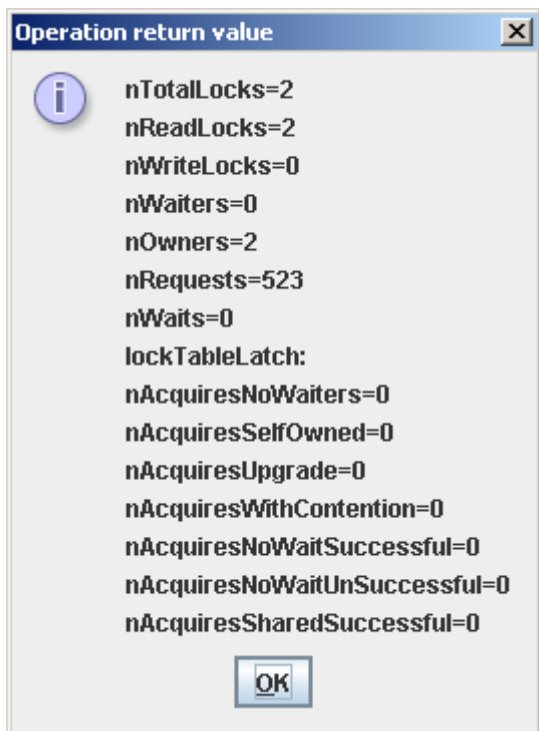 Operation return value
nTotalLocks=2
nReadLocks=2
nWriteLocks=0
nWaiters=0
nOwners=2
nRequests=523
nWaits=0
lockTableLatch:
nAcquiresNoWaiters=0
nAcquiresSelfOwned=0
nAcquiresUpgrade=0
nAcquiresWithContention=0
nAcquiresNoWaitSuccessful=0
nAcquiresNoWaitUnSuccessful=0
nAcquiresSharedSuccessful=0
OK